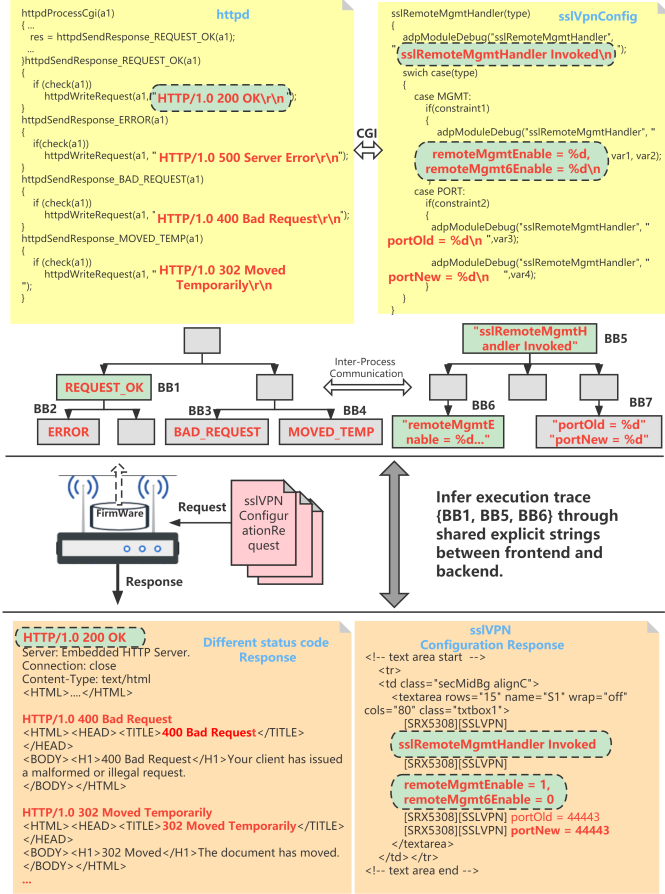 httpd
httpdProcessCgi(a1)
{ ...
res = httpdSendResponse_REQUEST_OK(a1);
...
}httpdSendResponse_REQUEST_OK(a1)
{
if (check(a1))
httpdWriteRequest(a1, "HTTP/1.0 200 OK\r\n");
}
httpdSendResponse_ERROR(a1)
{
if(check(a1))
httpdWriteRequest(a1, "HTTP/1.0 500 Server Error\r\n");
}
httpdSendResponse_BAD_REQUEST(a1)
{
if (check(a1))
httpdWriteRequest(a1, "HTTP/1.0 400 Bad Request\r\n");
}
httpdSendResponse_MOVED_TEMP(a1)
{
if (check(a1))
httpdWriteRequest(a1, "HTTP/1.0 302 Moved
Temporarily\r\n
");
}
CGI
sslVpnConfig
sslRemoteMgmtHandler(type)
{
adpModuleDebug("sslRemoteMgmtHandler", "
sslRemoteMgmtHandler Invoked\n");
swich case(type)
{
case MGMT:
if(constraint1)
{
adpModuleDebug("sslRemoteMgmtHandler", "
remoteMgmtEnable = %d,
remoteMgmt6Enable = %d\n", var1, var2);
case PORT:
if(constraint2)
{
adpModuleDebug("sslRemoteMgmtHandler", "
portOld = %d\n ",var3);
adpModuleDebug("sslRemoteMgmtHandler", "
portNew = %d\n ",var4);
}
}
}
REQUEST_OK
BB1
BB2
ERROR
BB3
BAD_REQUEST
BB4
MOVED_TEMP
Inter-Process
Communication
"sslRemoteMgmtH
andler Invoked"
BB5
BB6
"remoteMgmtE
nable = %d..."
BB7
"portOld = %d"
"portNew = %d"
FirmWare
Request
Response
sslVPN
Configur
ationRe
quest
Infer execution trace
{BB1, BB5, BB6} through
shared explicit strings
between frontend and
backend.
Different status code
Response
HTTP/1.0 200 OK
Server: Embedded HTTP Server.
Connection: close
Content-Type: text/html
<HTML>....</HTML>
HTTP/1.0 400 Bad Request
<HTML><HEAD><TITLE>400 Bad Request</TITLE>
</HEAD>
<BODY><H1>400 Bad Request</H1>Your client has issued
a malformed or illegal request.
</BODY></HTML>
HTTP/1.0 302 Moved Temporarily
<HTML><HEAD><TITLE>302 Moved Temporarily</TITLE>
</HEAD>
<BODY><H1>302 Moved</H1>The document has moved.
</BODY></HTML>
...
sslVPN
Configuration Response
<!-- text area start -->
<tr>
<td class="secMidBg alignC">
<textarea rows="15" name="S1" wrap="off"
cols="80" class="txtbox1">
[SRX5308][SSLVPN]
sslRemoteMgmtHandler Invoked
[SRX5308][SSLVPN]
remoteMgmtEnable = 1,
remoteMgmt6Enable = 0
[SRX5308][SSLVPN] portOld = 44443
[SRX5308][SSLVPN] portNew = 44443
</textarea>
</td></tr>
<!-- text area end -->